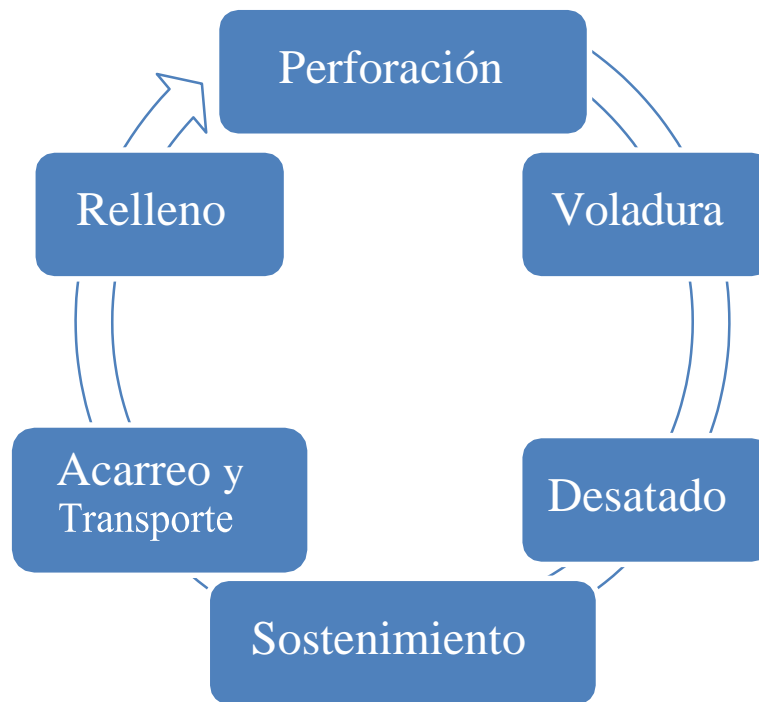 Perforación
Voladura
Desatado
Sostenimiento
Acarreo y
Transporte
Relleno